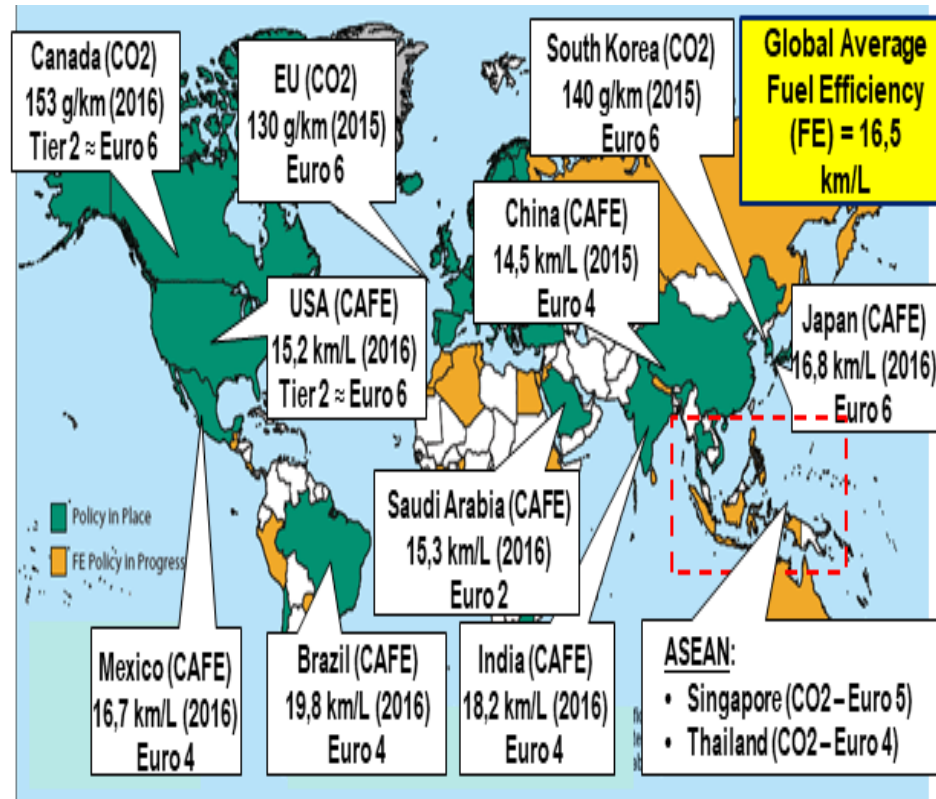 Canada (CO2)
153 g/km (2016)
Tier 2 ≈ Euro 6
EU (CO2)
130 g/km (2015)
Euro 6
South Korea (CO2)
140 g/km (2015)
Euro 6
Global Average
Fuel Efficiency
(FE) = 16,5
km/L
China (CAFE)
14,5 km/L (2015)
Euro 4
USA (CAFE)
15,2 km/L (2016)
Tier 2 ≈ Euro 6
Japan (CAFE)
16,8 km/L (2016)
Euro 6
Policy in Place
FE Policy in Progress
Saudi Arabia (CAFE)
15,3 km/L (2016)
Euro 2
Mexico (CAFE)
16,7 km/L (2016)
Euro 4
Brazil (CAFE)
19,8 km/L (2016)
Euro 4
India (CAFE)
18,2 km/L (2016)
Euro 4
ASEAN:
• Singapore (CO2 – Euro 5)
• Thailand (CO2 – Euro 4)